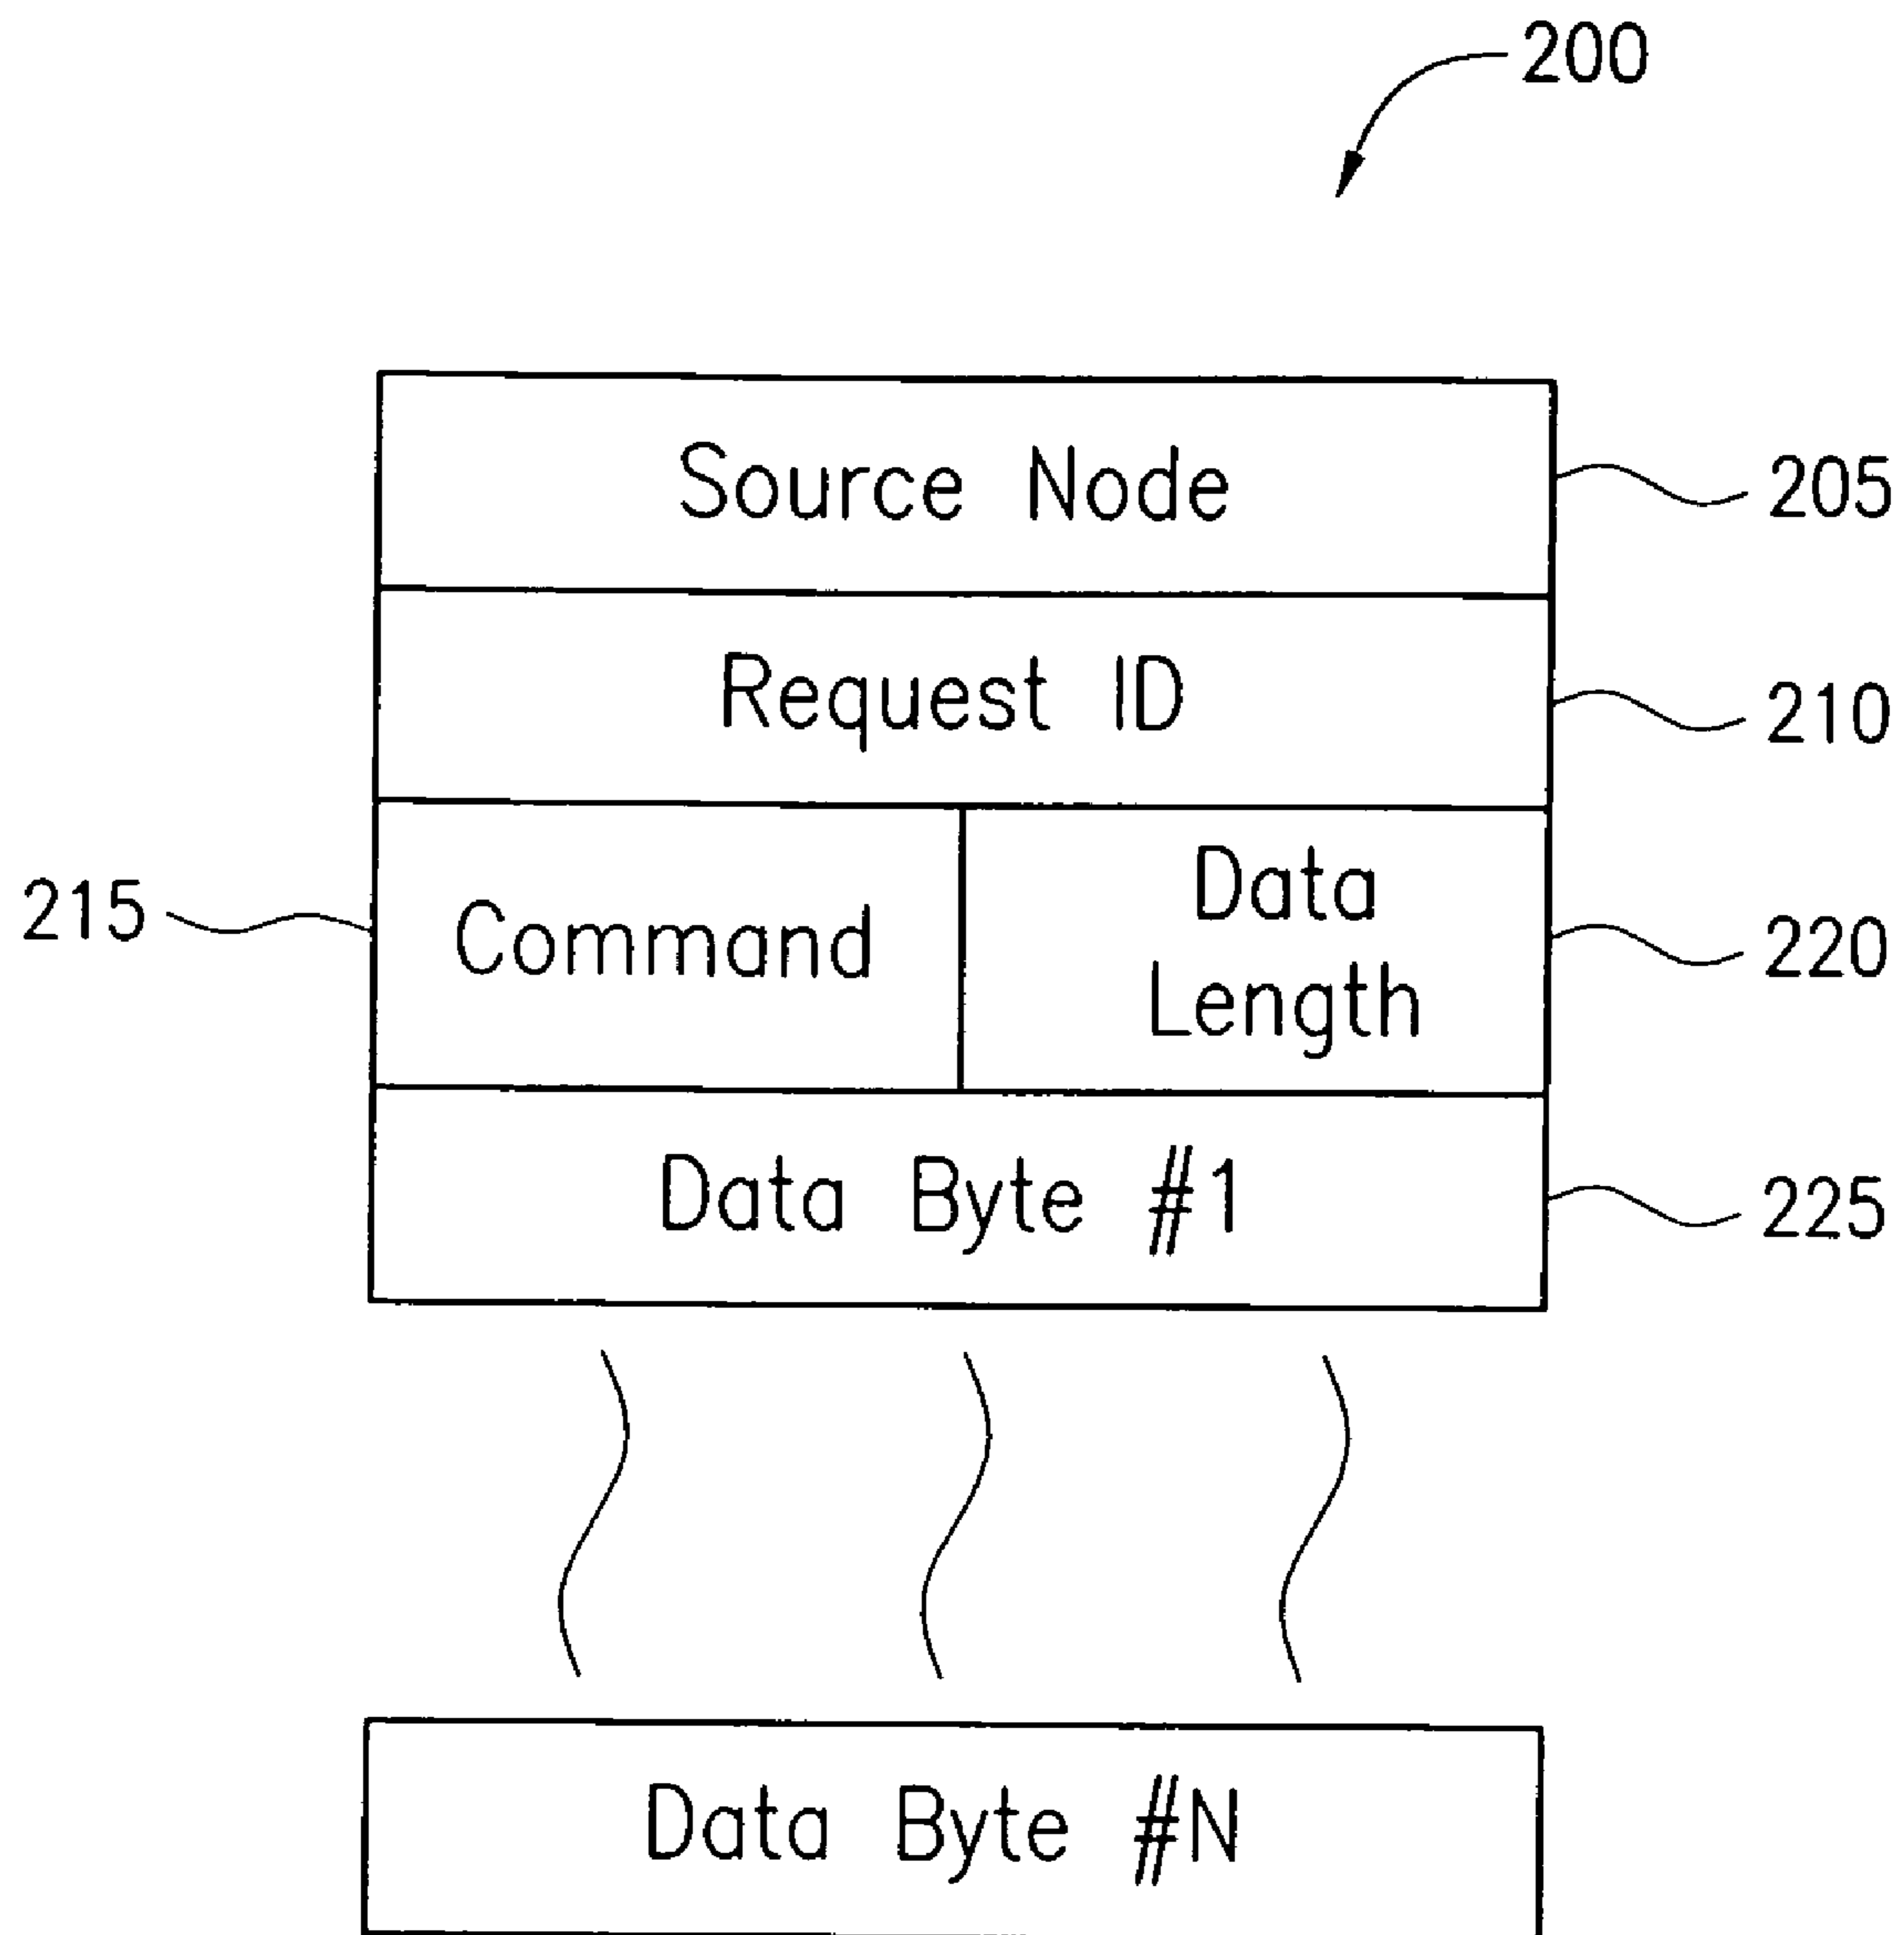 200
Source Node
205
Request ID
210
215
Command
Data
Length
220
Data Byte #1
225
Data Byte #N